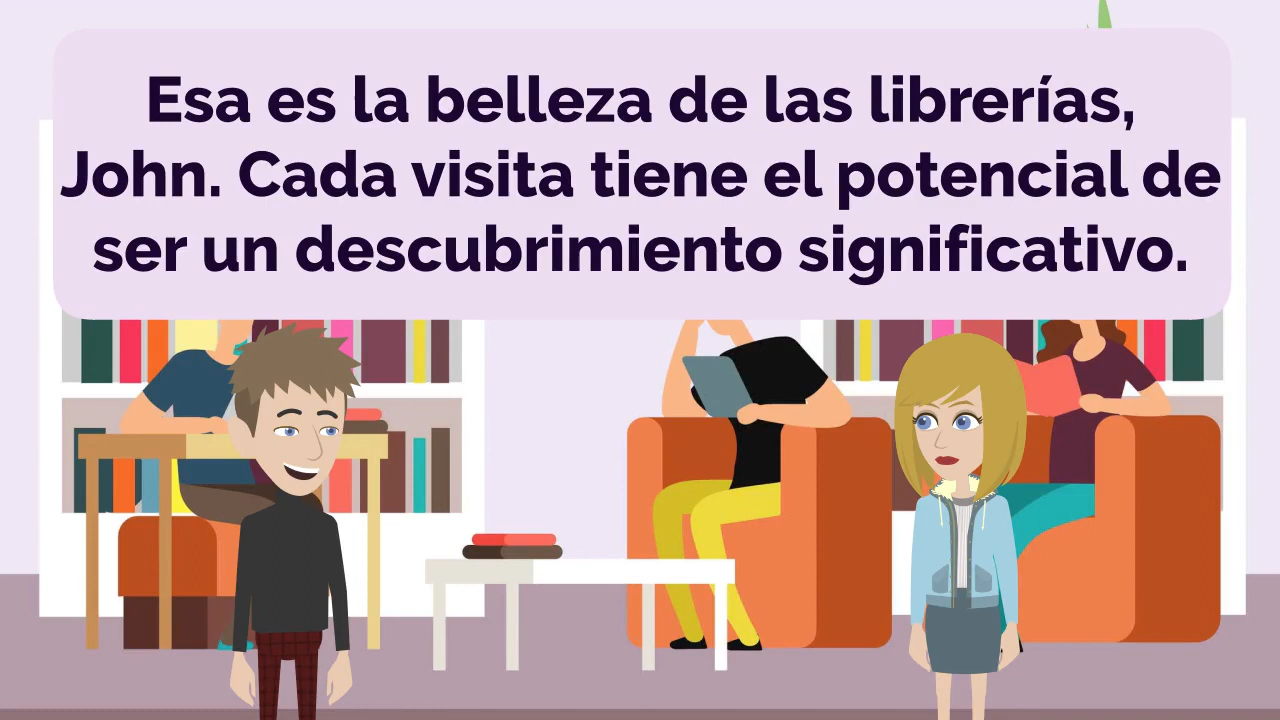 Esa es la belleza de las librerías,
John. Cada visita tiene el potencial de
ser un descubrimiento significativo.